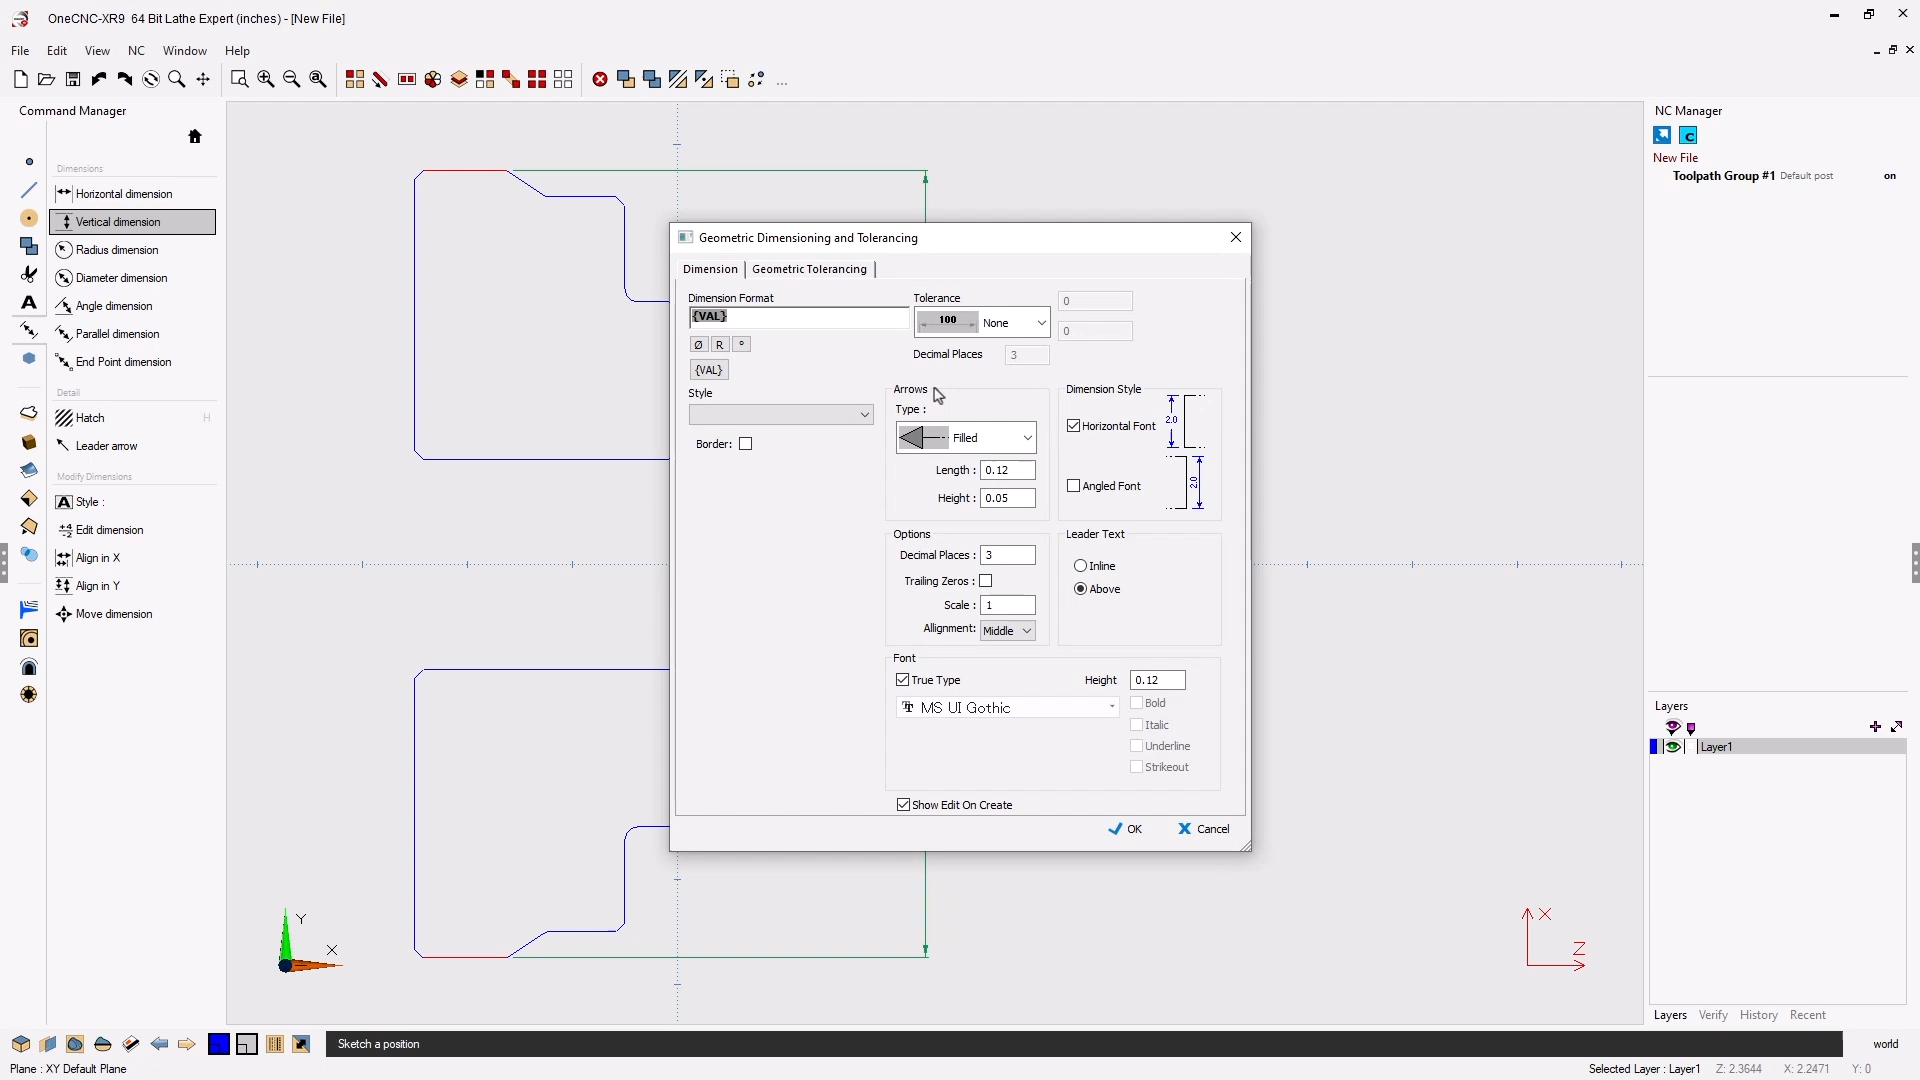 OneCNC-XR9 64 Bit Lathe Expert (inches) - [New File]
File Edit View NC Window Help
Command Manager
Dimensions
Horizontal dimension
Vertical dimension
Radius dimension
Diameter dimension
Angle dimension
Parallel dimension
End Point dimension
Detail
Hatch H
Leader arrow
Modify Dimensions
Style :
Edit dimension
Align in X
Align in Y
Move dimension
Geometric Dimensioning and Tolerancing
Dimension Geometric Tolerancing
Dimension Format
{VAL}
Ø R °
{VAL}
Style
Border:
Tolerance
100 None
0
0
Decimal Places 3
Arrows
Type :
Filled
Length : 0.12
Height : 0.05
Dimension Style
Horizontal Font 2.0
Angled Font 2.0
Options
Decimal Places : 3
Trailing Zeros :
Scale : 1
Allignment: Middle
Leader Text
Inline
Above
Font
True Type
MS UI Gothic
Height 0.12
Bold
Italic
Underline
Strikeout
Show Edit On Create
OK Cancel
Y
X
X
Z
NC Manager
New File
Toolpath Group #1 Default post on
Layers
Layer1
Layers Verify History Recent
Sketch a position
world
Plane : XY Default Plane
Selected Layer : Layer1 Z: 2.3644 X: 2.2471 Y: 0